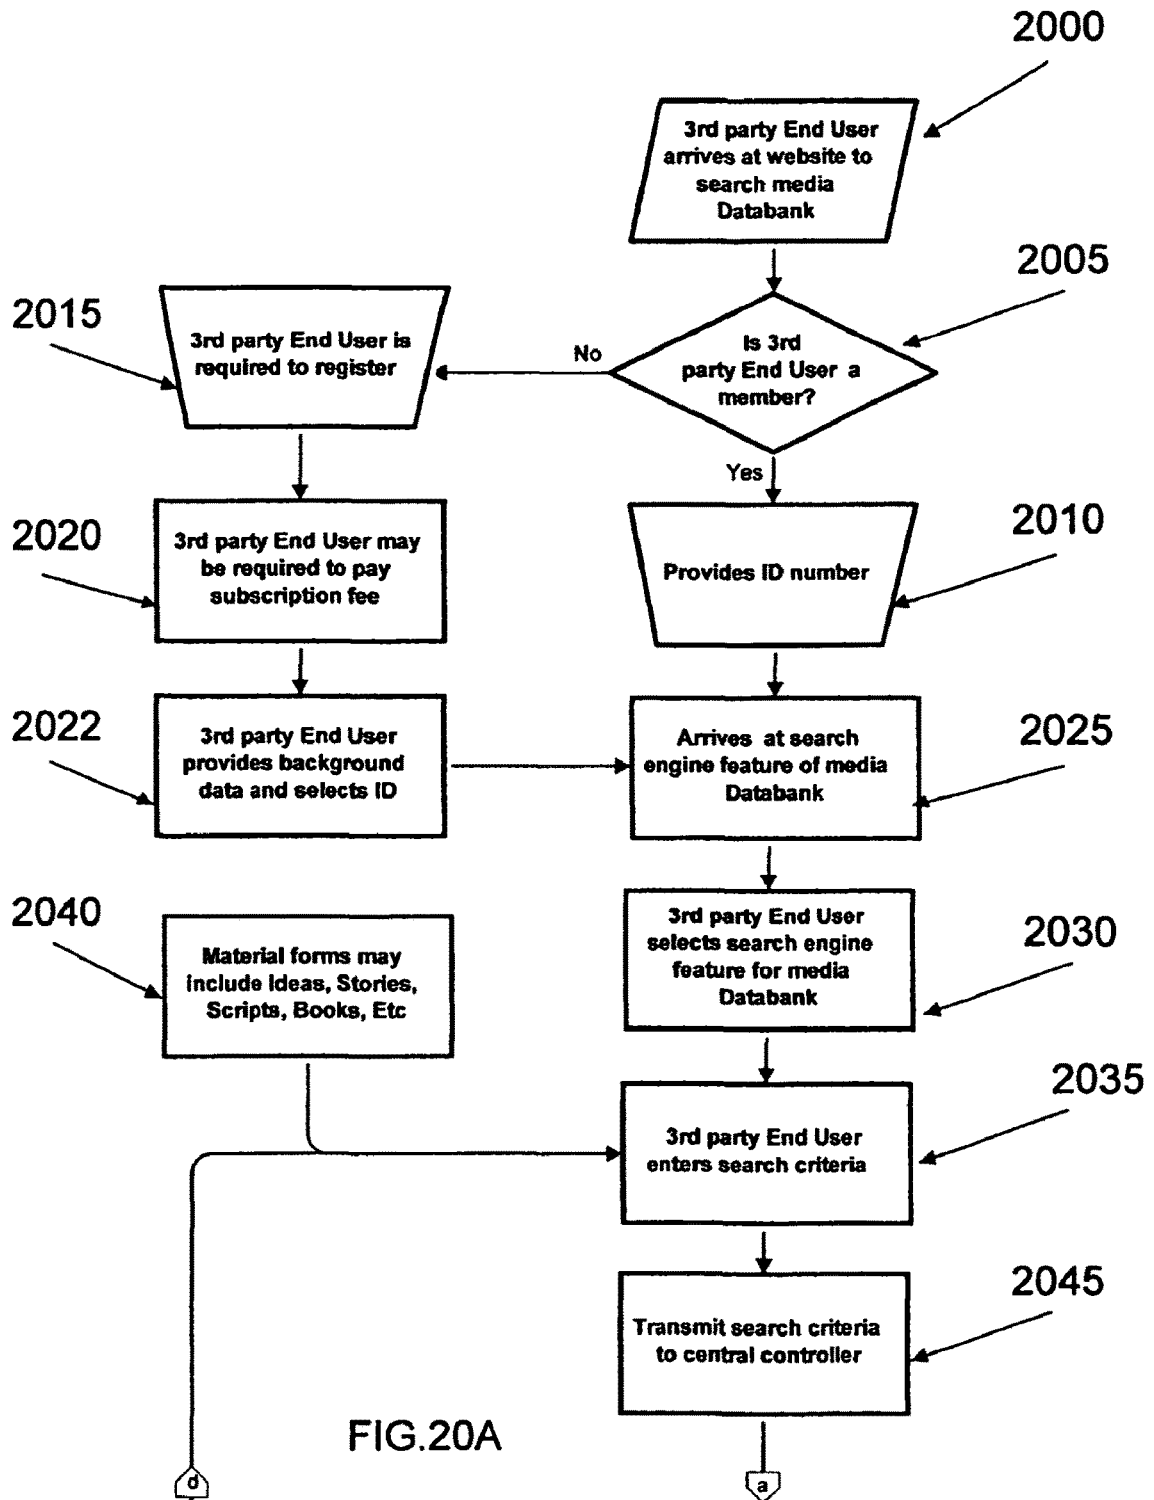 2000
3rd party End User
arrives at website to
search media
Databank
2005
Is 3rd
party End User a
member?
No
Yes
2015
3rd party End User is
required to register
2010
Provides ID number
2020
3rd party End User may
be required to pay
subscription fee
2022
3rd party End User
provides background
data and selects ID
2025
Arrives at search
engine feature of media
Databank
2030
3rd party End User
selects search engine
feature for media
Databank
2040
Material forms may
include Ideas, Stories,
Scripts, Books, Etc
2035
3rd party End User
enters search criteria
2045
Transmit search criteria
to central controller
FIG.20A
d
a